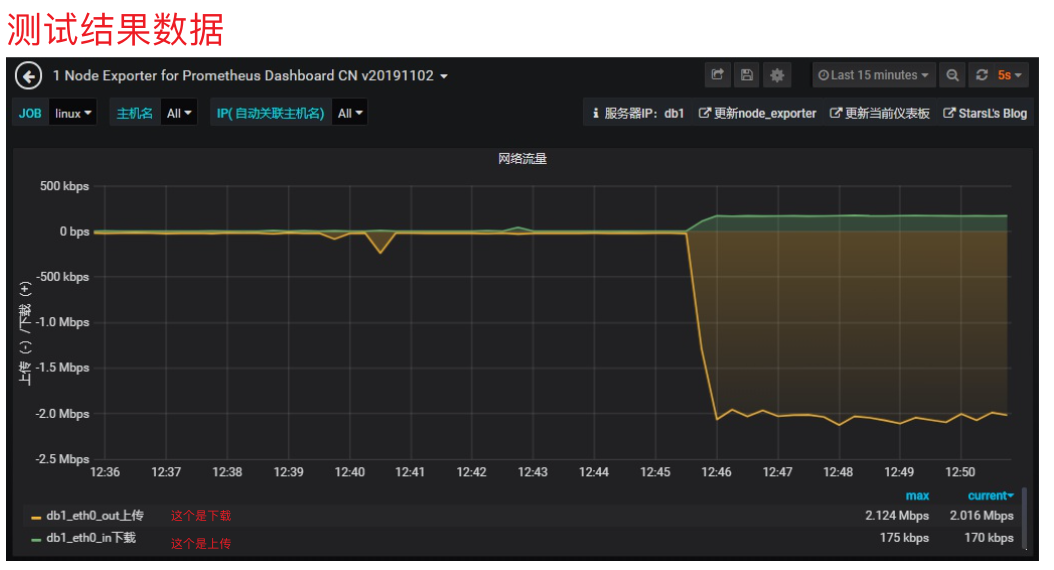 测试结果数据
1 Node Exporter for Prometheus Dashboard CN v20191102
Last 15 minutes
5s
JOB linux 主机名 All IP(自动关联主机名) All
服务器IP：db1 更新node_exporter 更新当前仪表板 StarsL's Blog
网络流量
上传（-）/下载（+）
500 kbps
0 bps
-500 kbps
-1.0 Mbps
-1.5 Mbps
-2.0 Mbps
-2.5 Mbps
12:36 12:37 12:38 12:39 12:40 12:41 12:42 12:43 12:44 12:45 12:46 12:47 12:48 12:49 12:50
max current
db1_eth0_out上传 这个是下载 2.124 Mbps 2.016 Mbps
db1_eth0_in下载 这个是上传 175 kbps 170 kbps